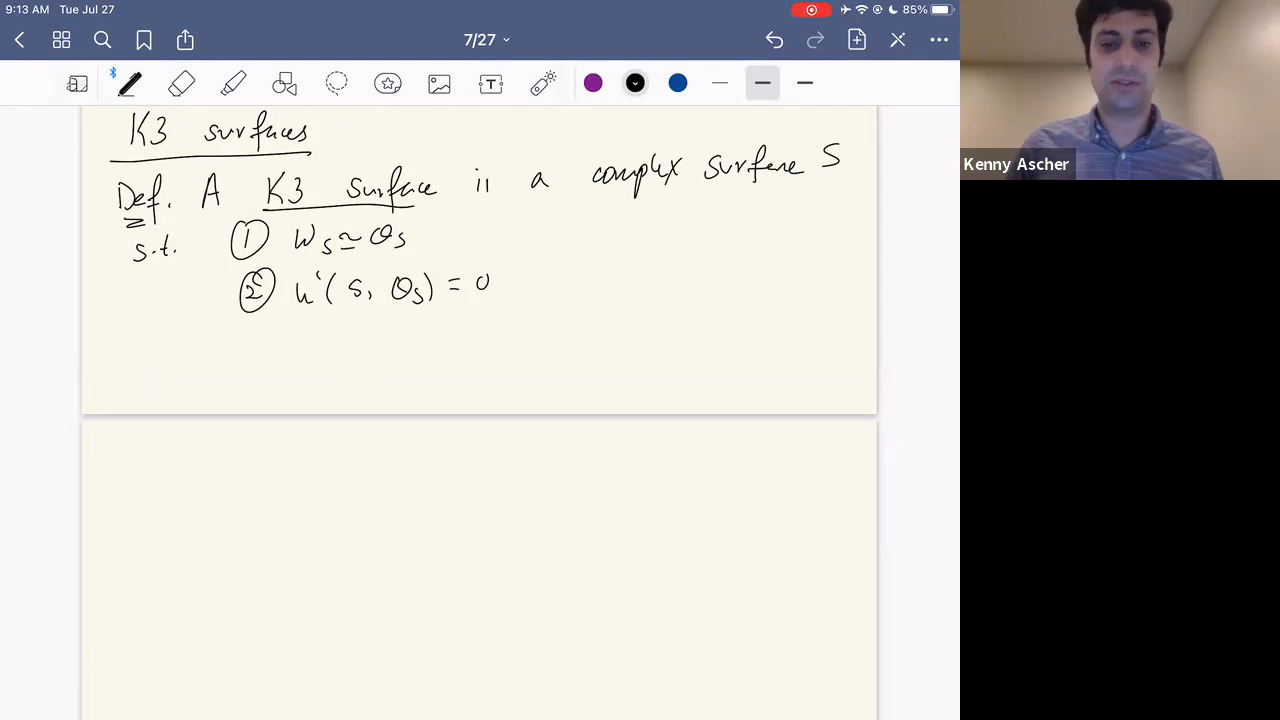 9:13 AM Tue Jul 27
85%
7/27
T
K3 surfaces
Def. A K3 surface is a complex surface S
s.t. ① ω_S ≃ O_S
② h¹(S, O_S) = 0
Kenny Ascher